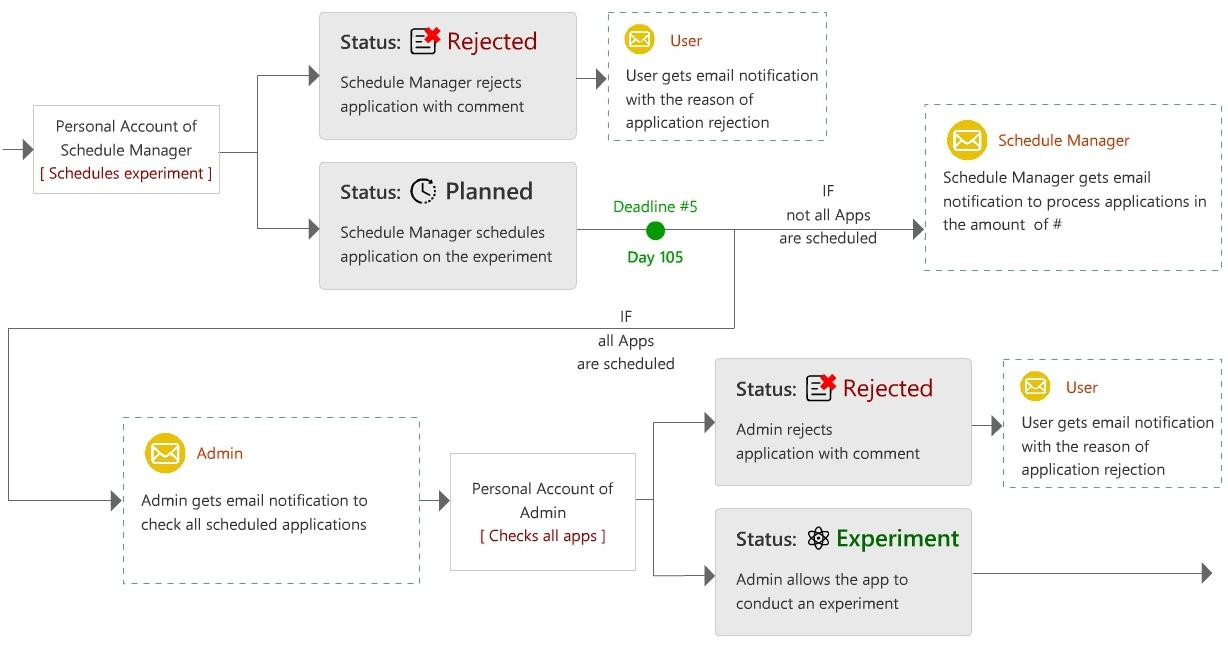 Personal Account of
Schedule Manager
[ Schedules experiment ]
Status: Rejected
Schedule Manager rejects
application with comment
User
User gets email notification
with the reason of
application rejection
Status: Planned
Schedule Manager schedules
application on the experiment
Deadline #5
Day 105
IF
not all Apps
are scheduled
Schedule Manager
Schedule Manager gets email
notification to process applications in
the amount of #
IF
all Apps
are scheduled
Admin
Admin gets email notification to
check all scheduled applications
Personal Account of
Admin
[ Checks all apps ]
Status: Rejected
Admin rejects
application with comment
User
User gets email notification
with the reason of
application rejection
Status: Experiment
Admin allows the app to
conduct an experiment